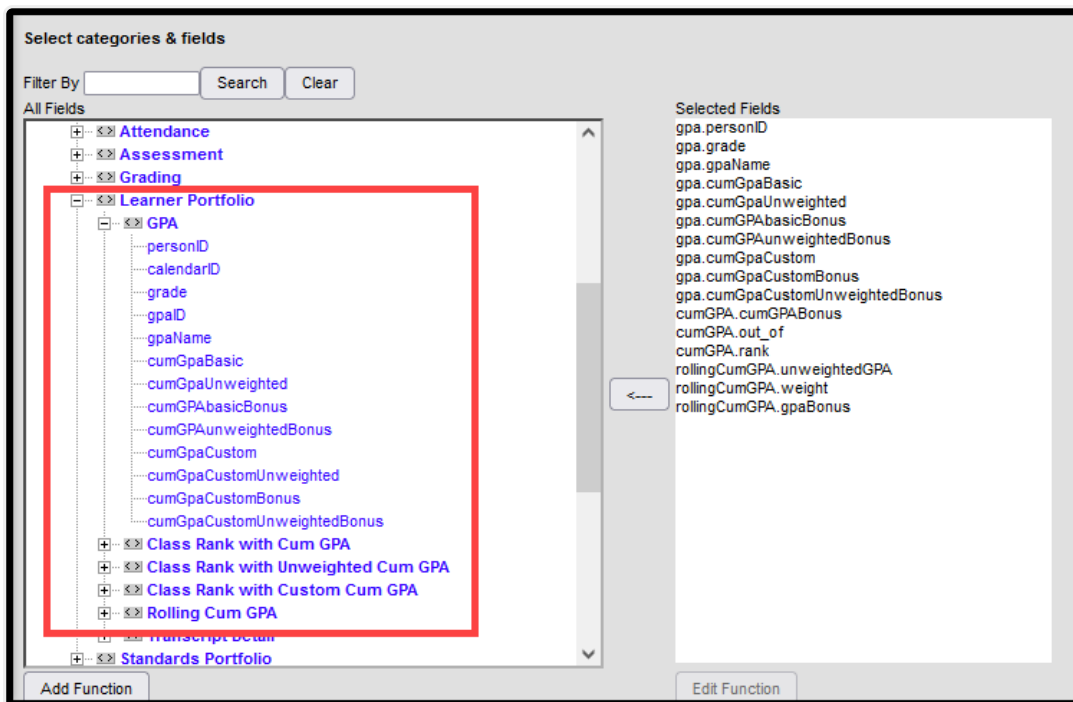 Select categories & fields
Filter By
Search
Clear
All Fields
Attendance
Assessment
Grading
Learner Portfolio
GPA
personID
calendarID
grade
gpaID
gpaName
cumGpaBasic
cumGpaUnweighted
cumGPAbasicBonus
cumGPAunweightedBonus
cumGpaCustom
cumGpaCustomUnweighted
cumGpaCustomBonus
cumGpaCustomUnweightedBonus
Class Rank with Cum GPA
Class Rank with Unweighted Cum GPA
Class Rank with Custom Cum GPA
Rolling Cum GPA
Transcript Detail
Standards Portfolio
Add Function
<---
Selected Fields
gpa.personID
gpa.grade
gpa.gpaName
gpa.cumGpaBasic
gpa.cumGpaUnweighted
gpa.cumGPAbasicBonus
gpa.cumGPAunweightedBonus
gpa.cumGpaCustom
gpa.cumGpaCustomBonus
gpa.cumGpaCustomUnweightedBonus
cumGPA.cumGPABonus
cumGPA.out_of
cumGPA.rank
rollingCumGPA.unweightedGPA
rollingCumGPA.weight
rollingCumGPA.gpaBonus
Edit Function